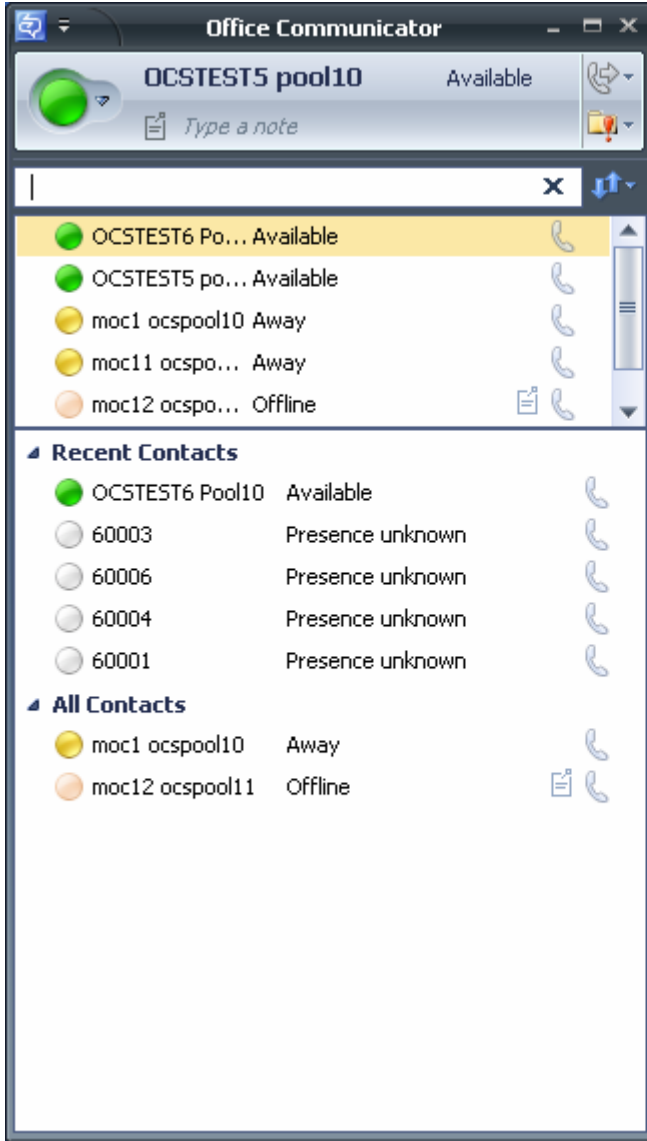 Office Communicator
OCSTEST5 pool10 Available
Type a note
OCSTEST6 Po... Available
OCSTEST5 po... Available
moc1 ocspool10 Away
moc11 ocspo... Away
moc12 ocspo... Offline
Recent Contacts
OCSTEST6 Pool10 Available
60003 Presence unknown
60006 Presence unknown
60004 Presence unknown
60001 Presence unknown
All Contacts
moc1 ocspool10 Away
moc12 ocspool11 Offline